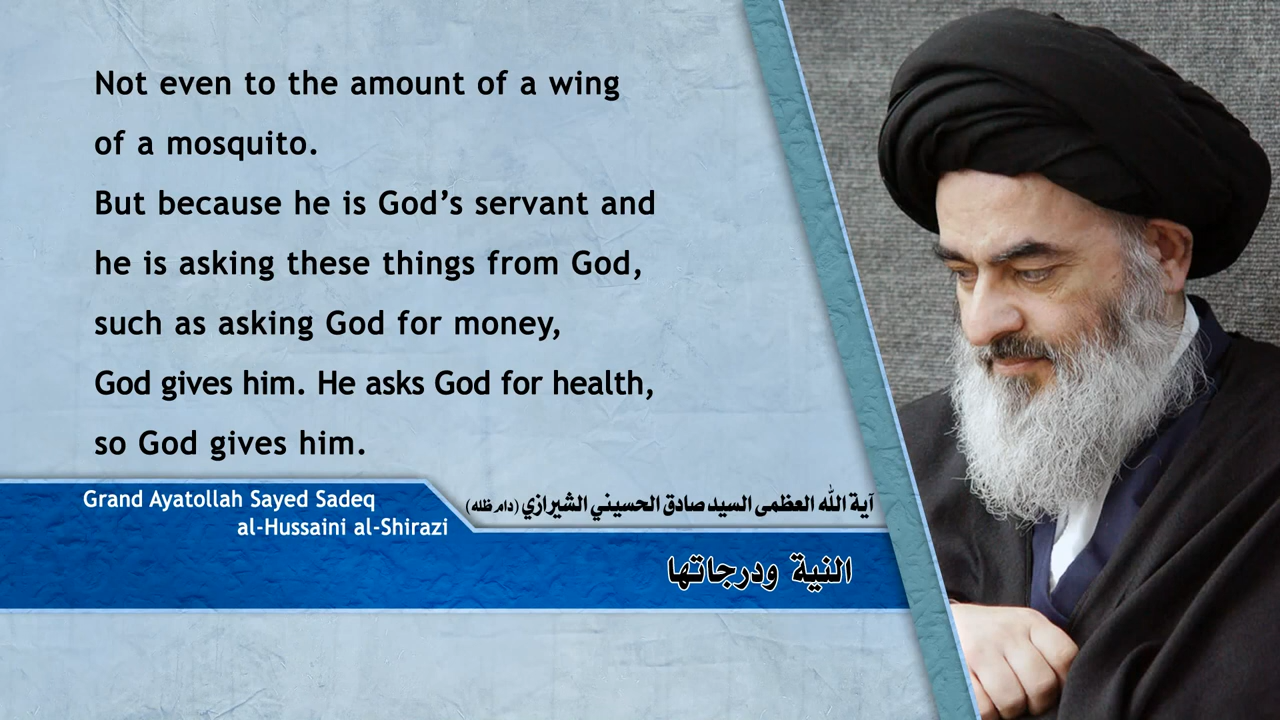 Not even to the amount of a wing
of a mosquito.
But because he is God’s servant and
he is asking these things from God,
such as asking God for money,
God gives him. He asks God for health,
so God gives him.
Grand Ayatollah Sayed Sadeq
al-Hussaini al-Shirazi
آية الله العظمى السيد صادق الحسيني الشيرازي (دام ظله)
النية ودرجاتها